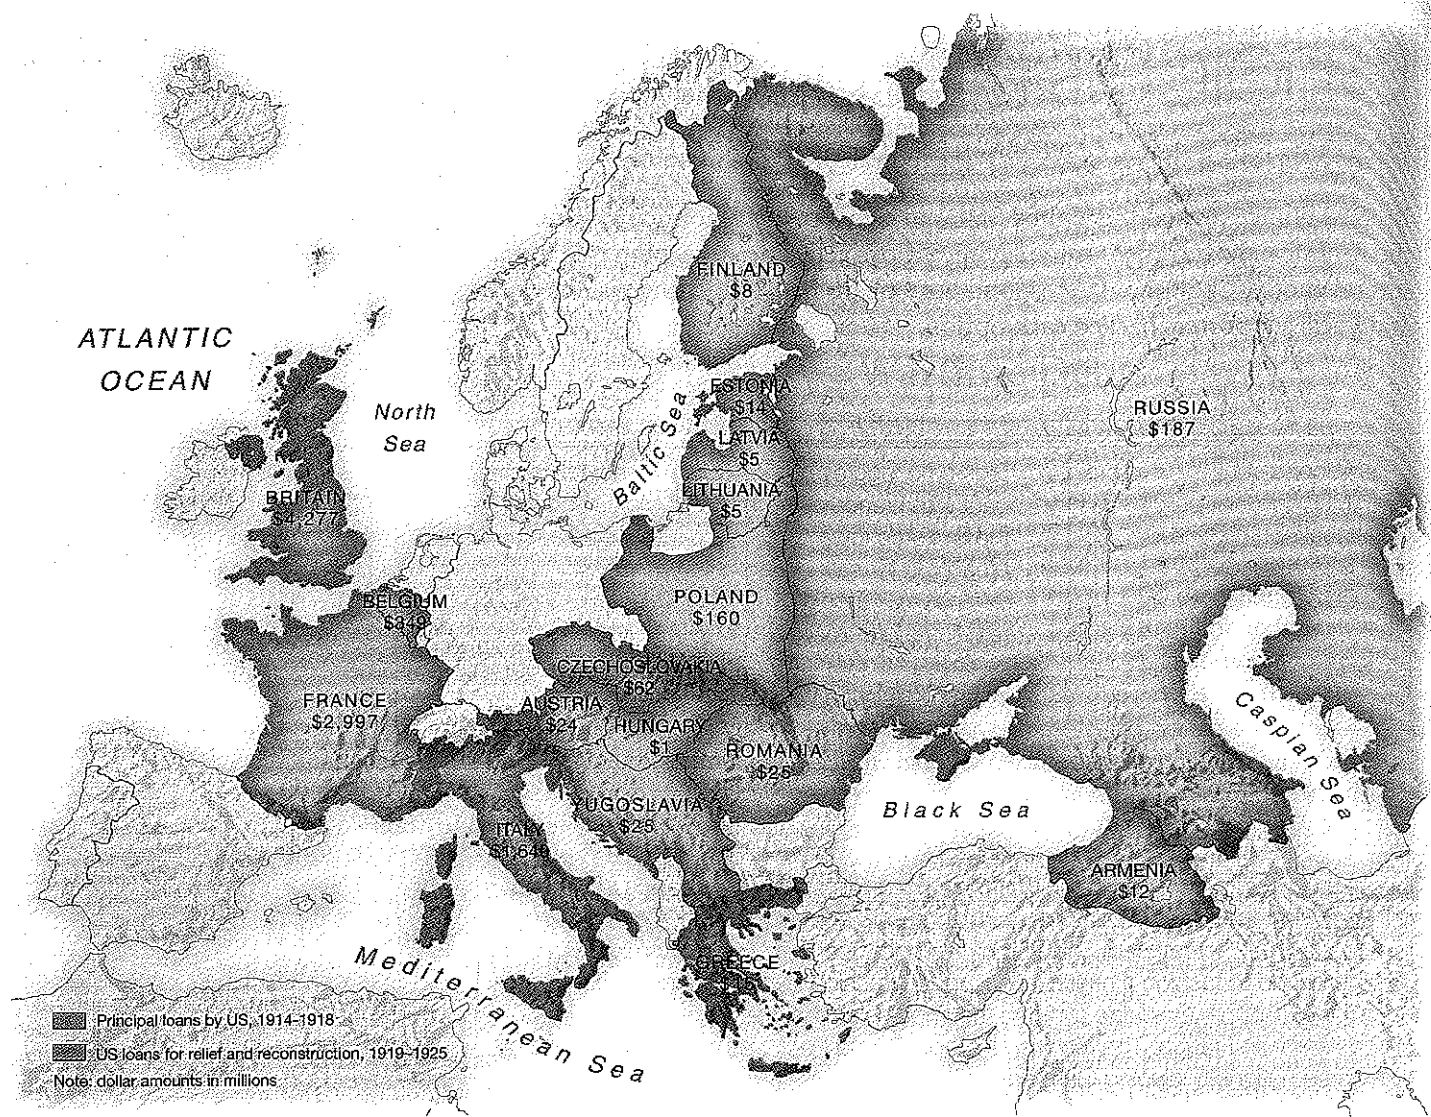 ATLANTIC
OCEAN
North
Sea
Baltic Sea
FINLAND
$8
ESTONIA
$14
LATVIA
$5
LITHUANIA
$5
RUSSIA
$187
BRITAIN
$4,277
BELGIUM
$349
POLAND
$160
CZECHOSLOVAKIA
$62
FRANCE
$2,997
AUSTRIA
$24
HUNGARY
$1
ROMANIA
$25
YUGOSLAVIA
$25
ITALY
Black Sea
Caspian Sea
ARMENIA
$12
GREECE
Mediterranean Sea
Principal loans by US, 1914-1918
US loans for relief and reconstruction, 1919-1925
Note: dollar amounts in millions